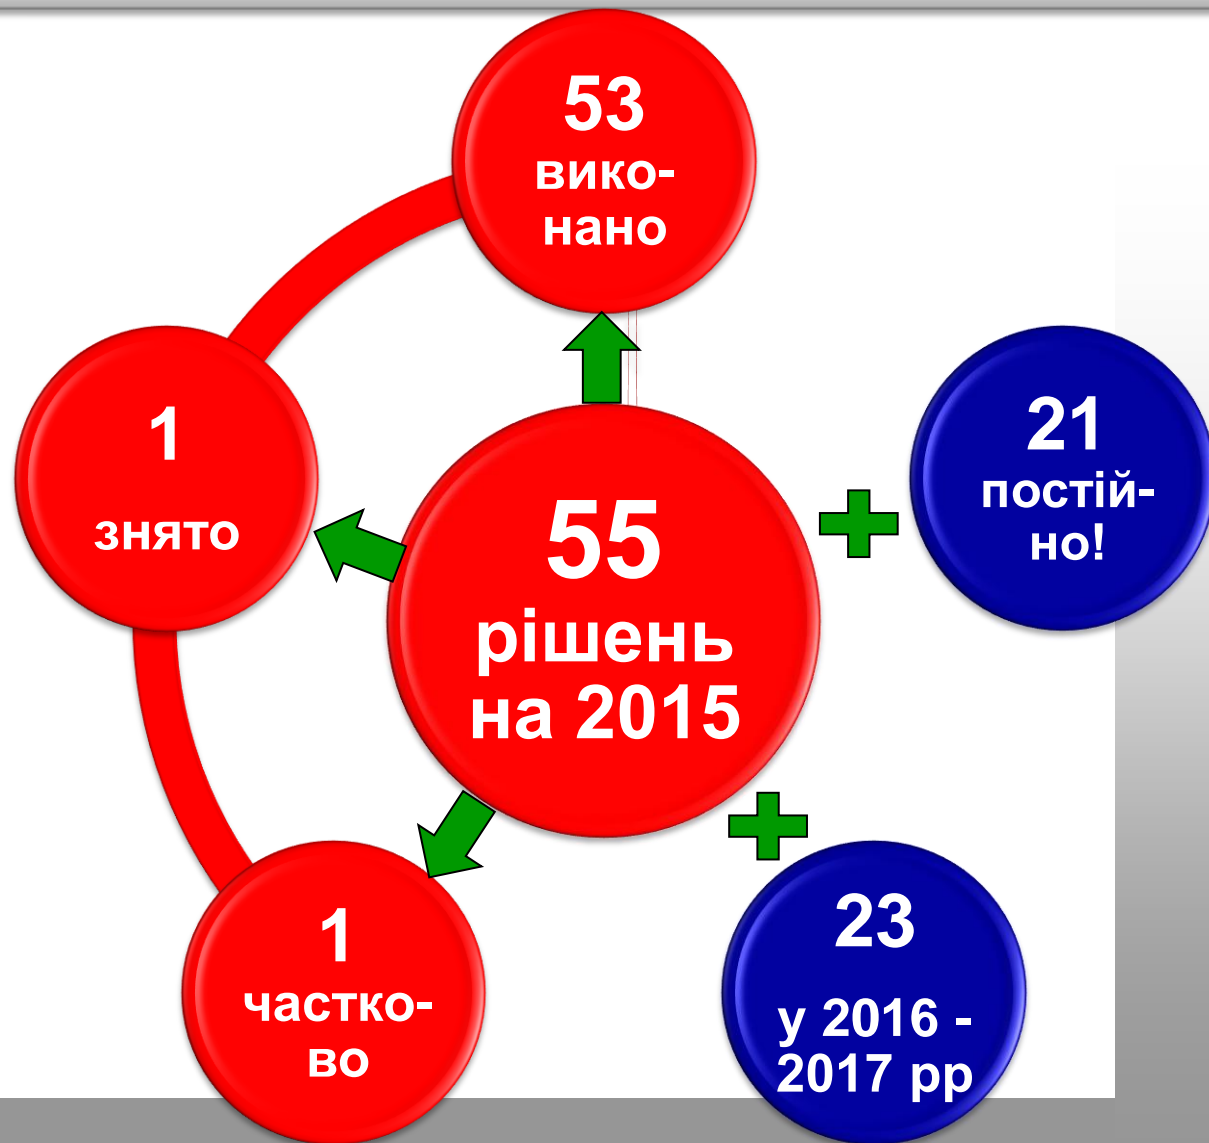 53
вико-
нано
1
знято
55
рішень
на 2015
21
постій-
но!
1
частко-
во
23
у 2016 -
2017 рр